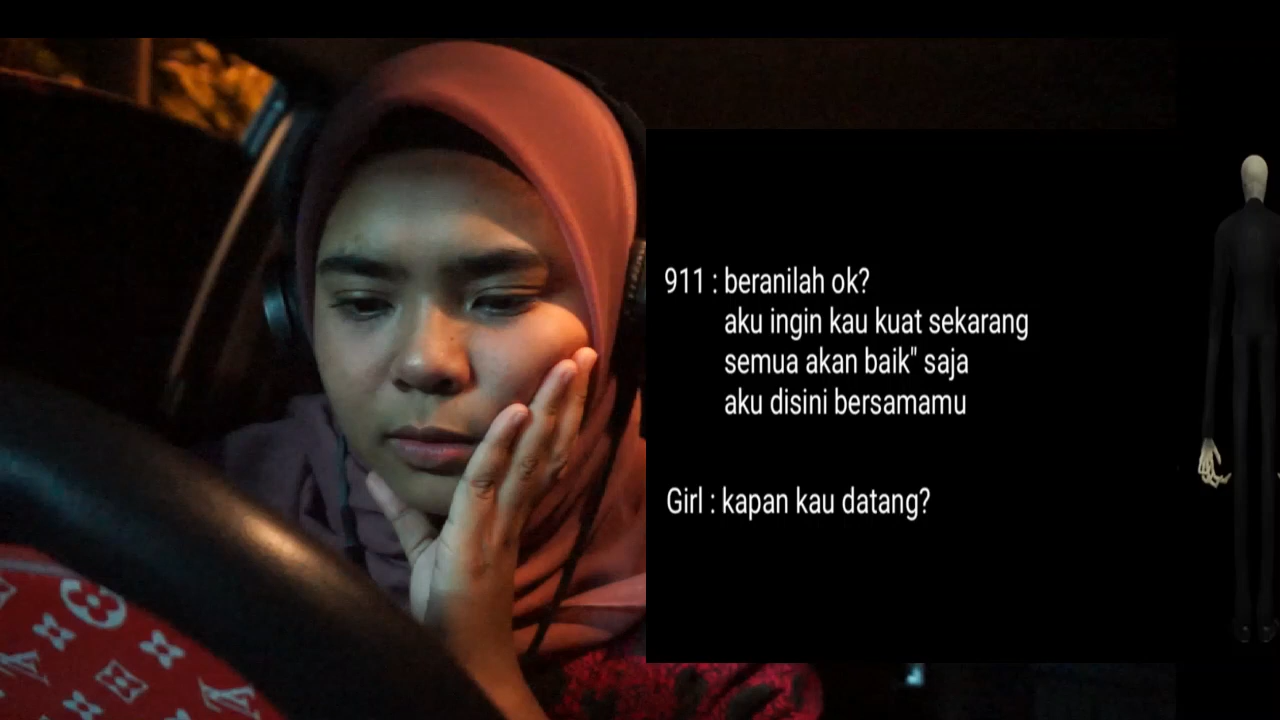 911 : beranilah ok?
aku ingin kau kuat sekarang
semua akan baik" saja
aku disini bersamamu
Girl : kapan kau datang?